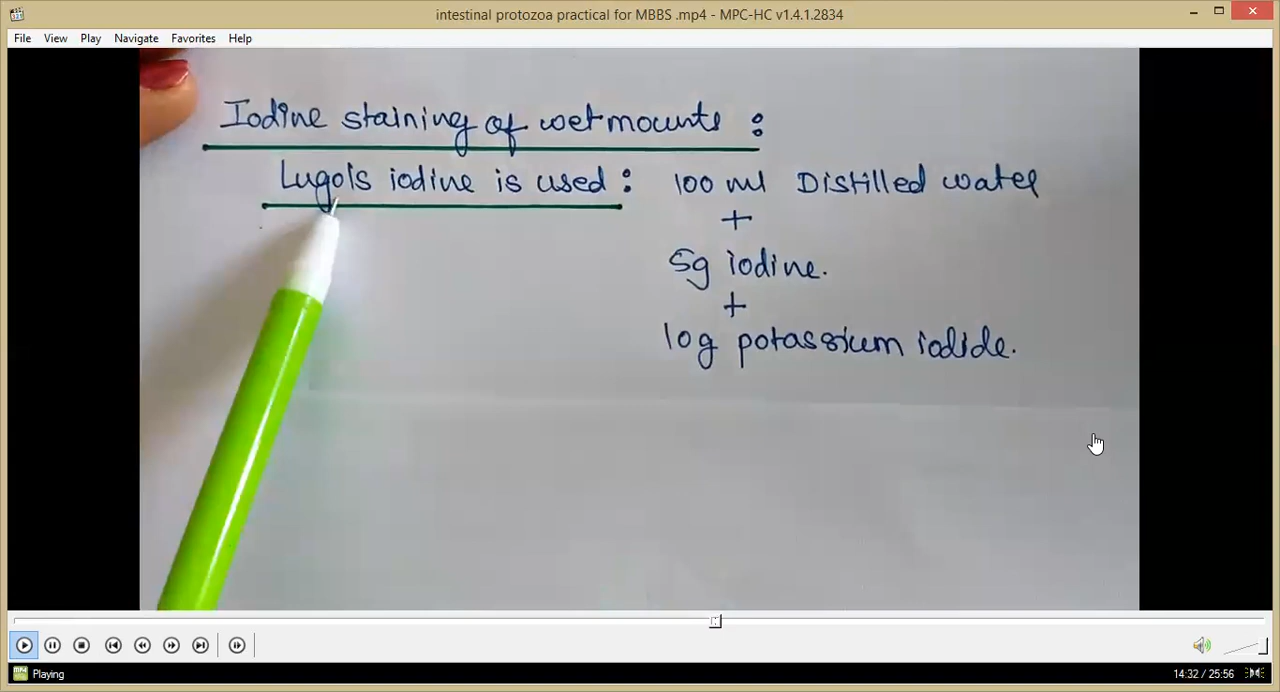 intestinal protozoa practical for MBBS .mp4 - MPC-HC v1.4.1.2834
File View Play Navigate Favorites Help
Iodine staining of wet mounts :
Lugols iodine is used : 100 ml Distilled water
+
5g iodine.
+
10g potassium iodide.
Playing 14:32 / 25:56